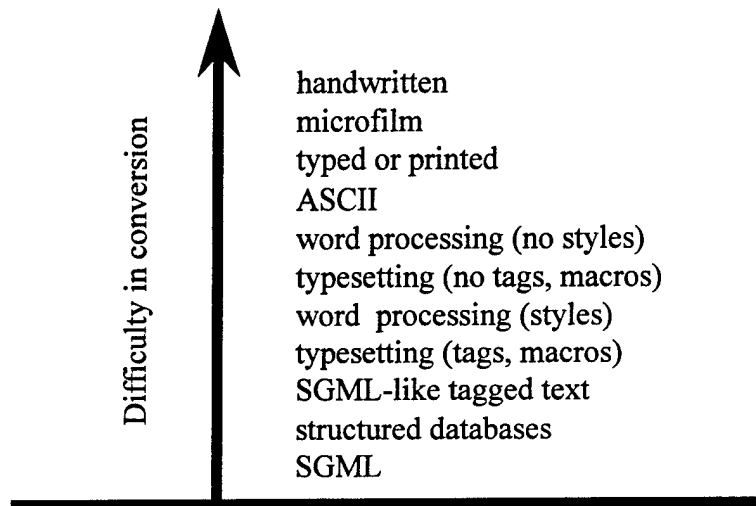 Difficulty in conversion
handwritten
microfilm
typed or printed
ASCII
word processing (no styles)
typesetting (no tags, macros)
word processing (styles)
typesetting (tags, macros)
SGML-like tagged text
structured databases
SGML